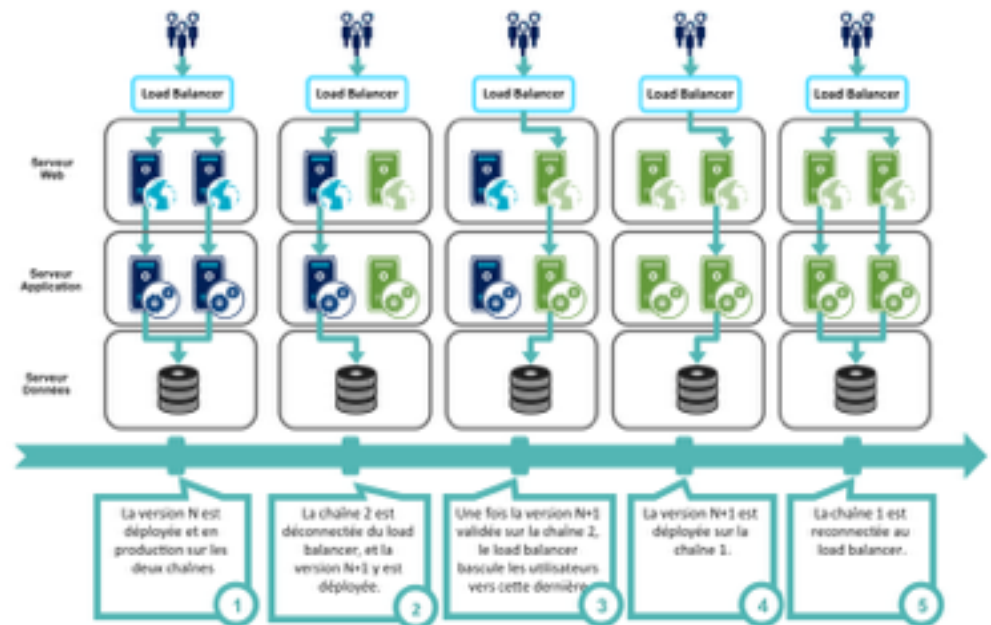 Load Balancer
Load Balancer
Load Balancer
Load Balancer
Load Balancer
Serveur
Web
Serveur
Application
Serveur
Données
La version N est
déployée et en
production sur les
deux chaînes
1
La chaîne 2 est
déconnectée du load
balancer, et la
version N+1 y est
déployée.
2
Une fois la version N+1
validée sur la chaîne 2,
le load balancer
bascule les utilisateurs
vers cette dernière
3
La version N+1 est
déployée sur la
chaîne 1.
4
La chaîne 1 est
reconnectée au
load balancer.
5